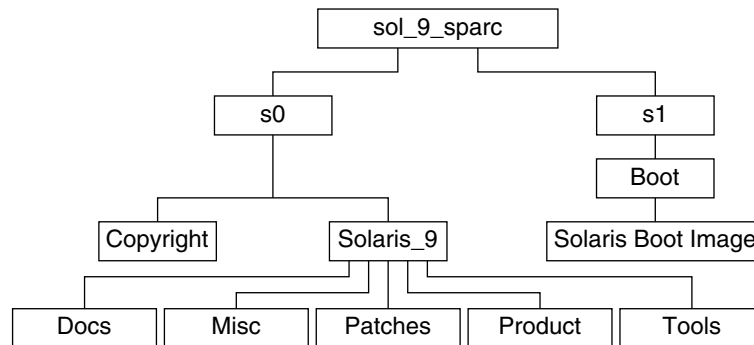 sol_9_sparc
s0
s1
Boot
Copyright
Solaris_9
Solaris Boot Image
Docs
Misc
Patches
Product
Tools